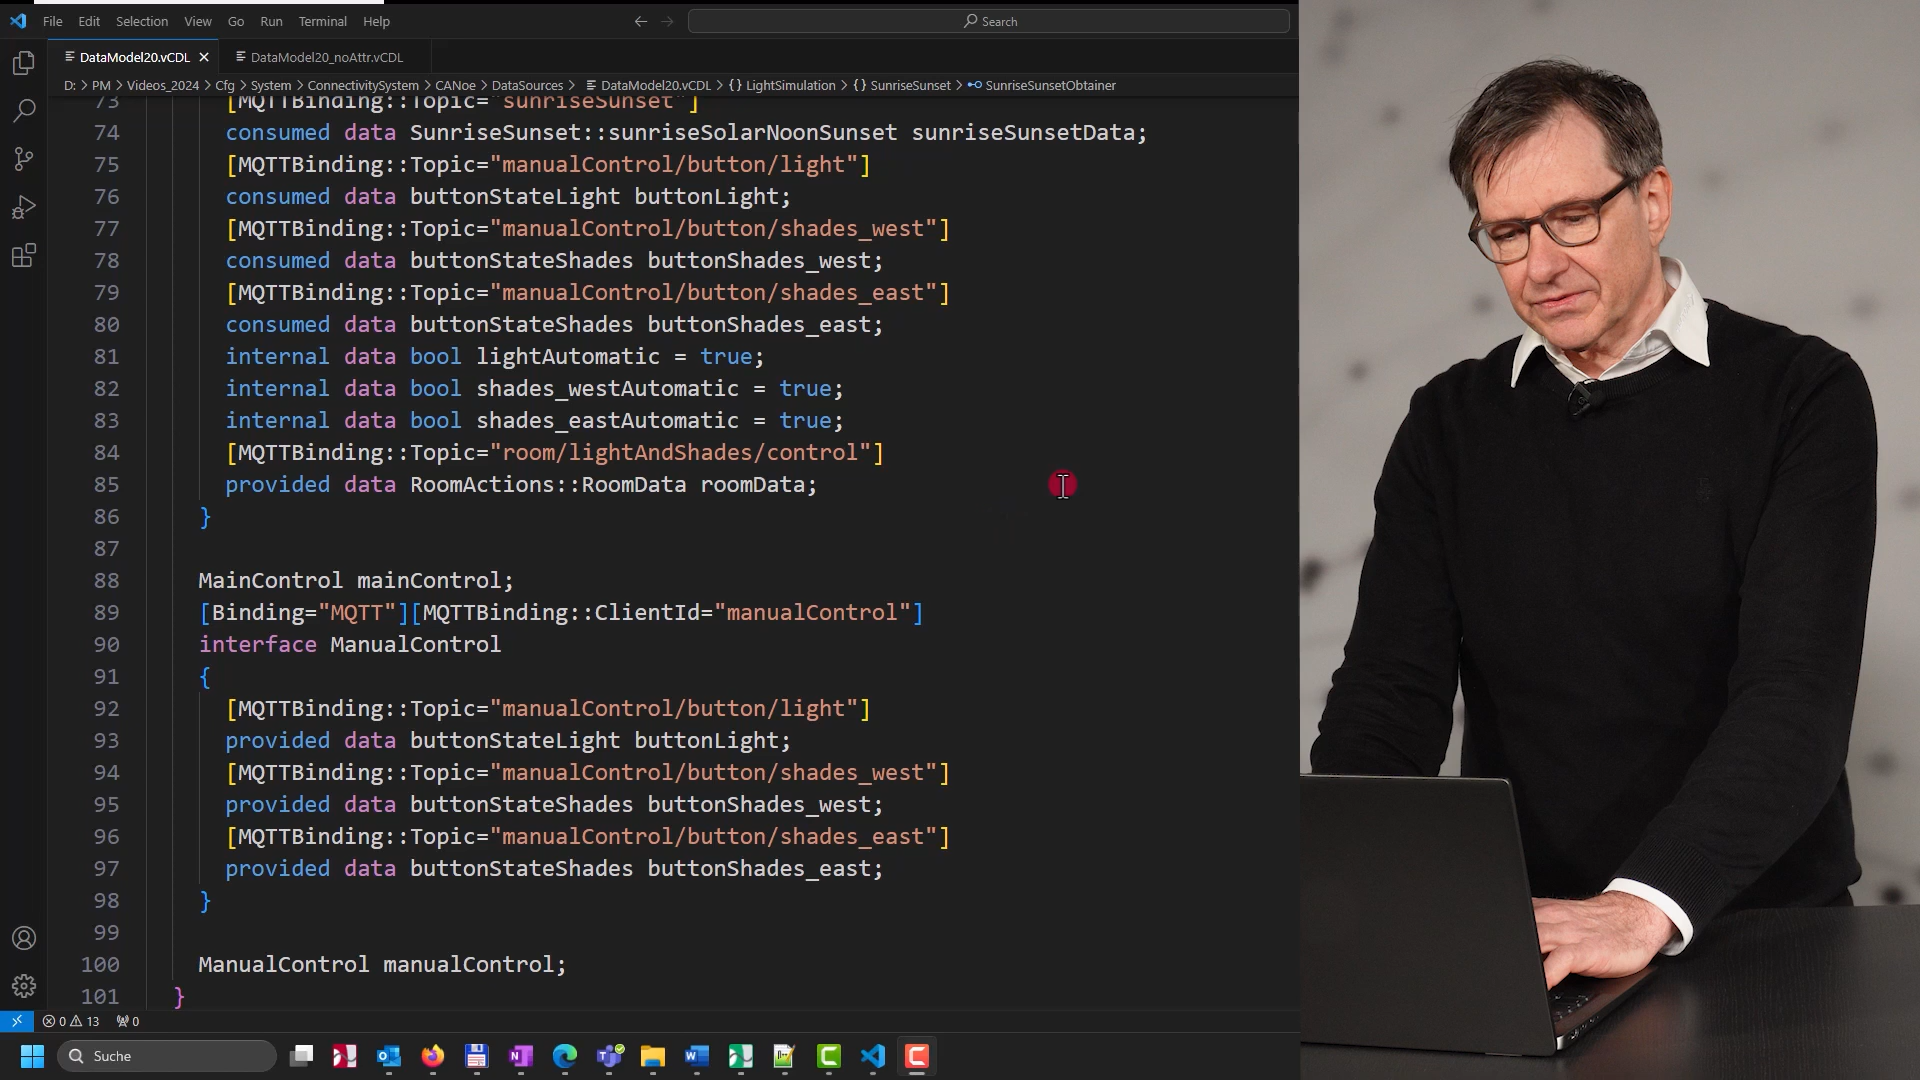 File Edit Selection View Go Run Terminal Help
Search
DataModel20.vCDL DataModel20_noAttr.vCDL
D: > PM > Videos_2024 > Cfg > System > ConnectivitySystem > CANoe > DataSources > DataModel20.vCDL > {} LightSimulation > {} SunriseSunset > SunriseSunsetObtainer
73 [MQTTBinding::Topic="sunriseSunset"]
74 consumed data SunriseSunset::sunriseSolarNoonSunset sunriseSunsetData;
75 [MQTTBinding::Topic="manualControl/button/light"]
76 consumed data buttonStateLight buttonLight;
77 [MQTTBinding::Topic="manualControl/button/shades_west"]
78 consumed data buttonStateShades buttonShades_west;
79 [MQTTBinding::Topic="manualControl/button/shades_east"]
80 consumed data buttonStateShades buttonShades_east;
81 internal data bool lightAutomatic = true;
82 internal data bool shades_westAutomatic = true;
83 internal data bool shades_eastAutomatic = true;
84 [MQTTBinding::Topic="room/lightAndShades/control"]
85 provided data RoomActions::RoomData roomData;
86 }
87
88 MainControl mainControl;
89 [Binding="MQTT"][MQTTBinding::ClientId="manualControl"]
90 interface ManualControl
91 {
92 [MQTTBinding::Topic="manualControl/button/light"]
93 provided data buttonStateLight buttonLight;
94 [MQTTBinding::Topic="manualControl/button/shades_west"]
95 provided data buttonStateShades buttonShades_west;
96 [MQTTBinding::Topic="manualControl/button/shades_east"]
97 provided data buttonStateShades buttonShades_east;
98 }
99
100 ManualControl manualControl;
101 }
0 13 0
Suche